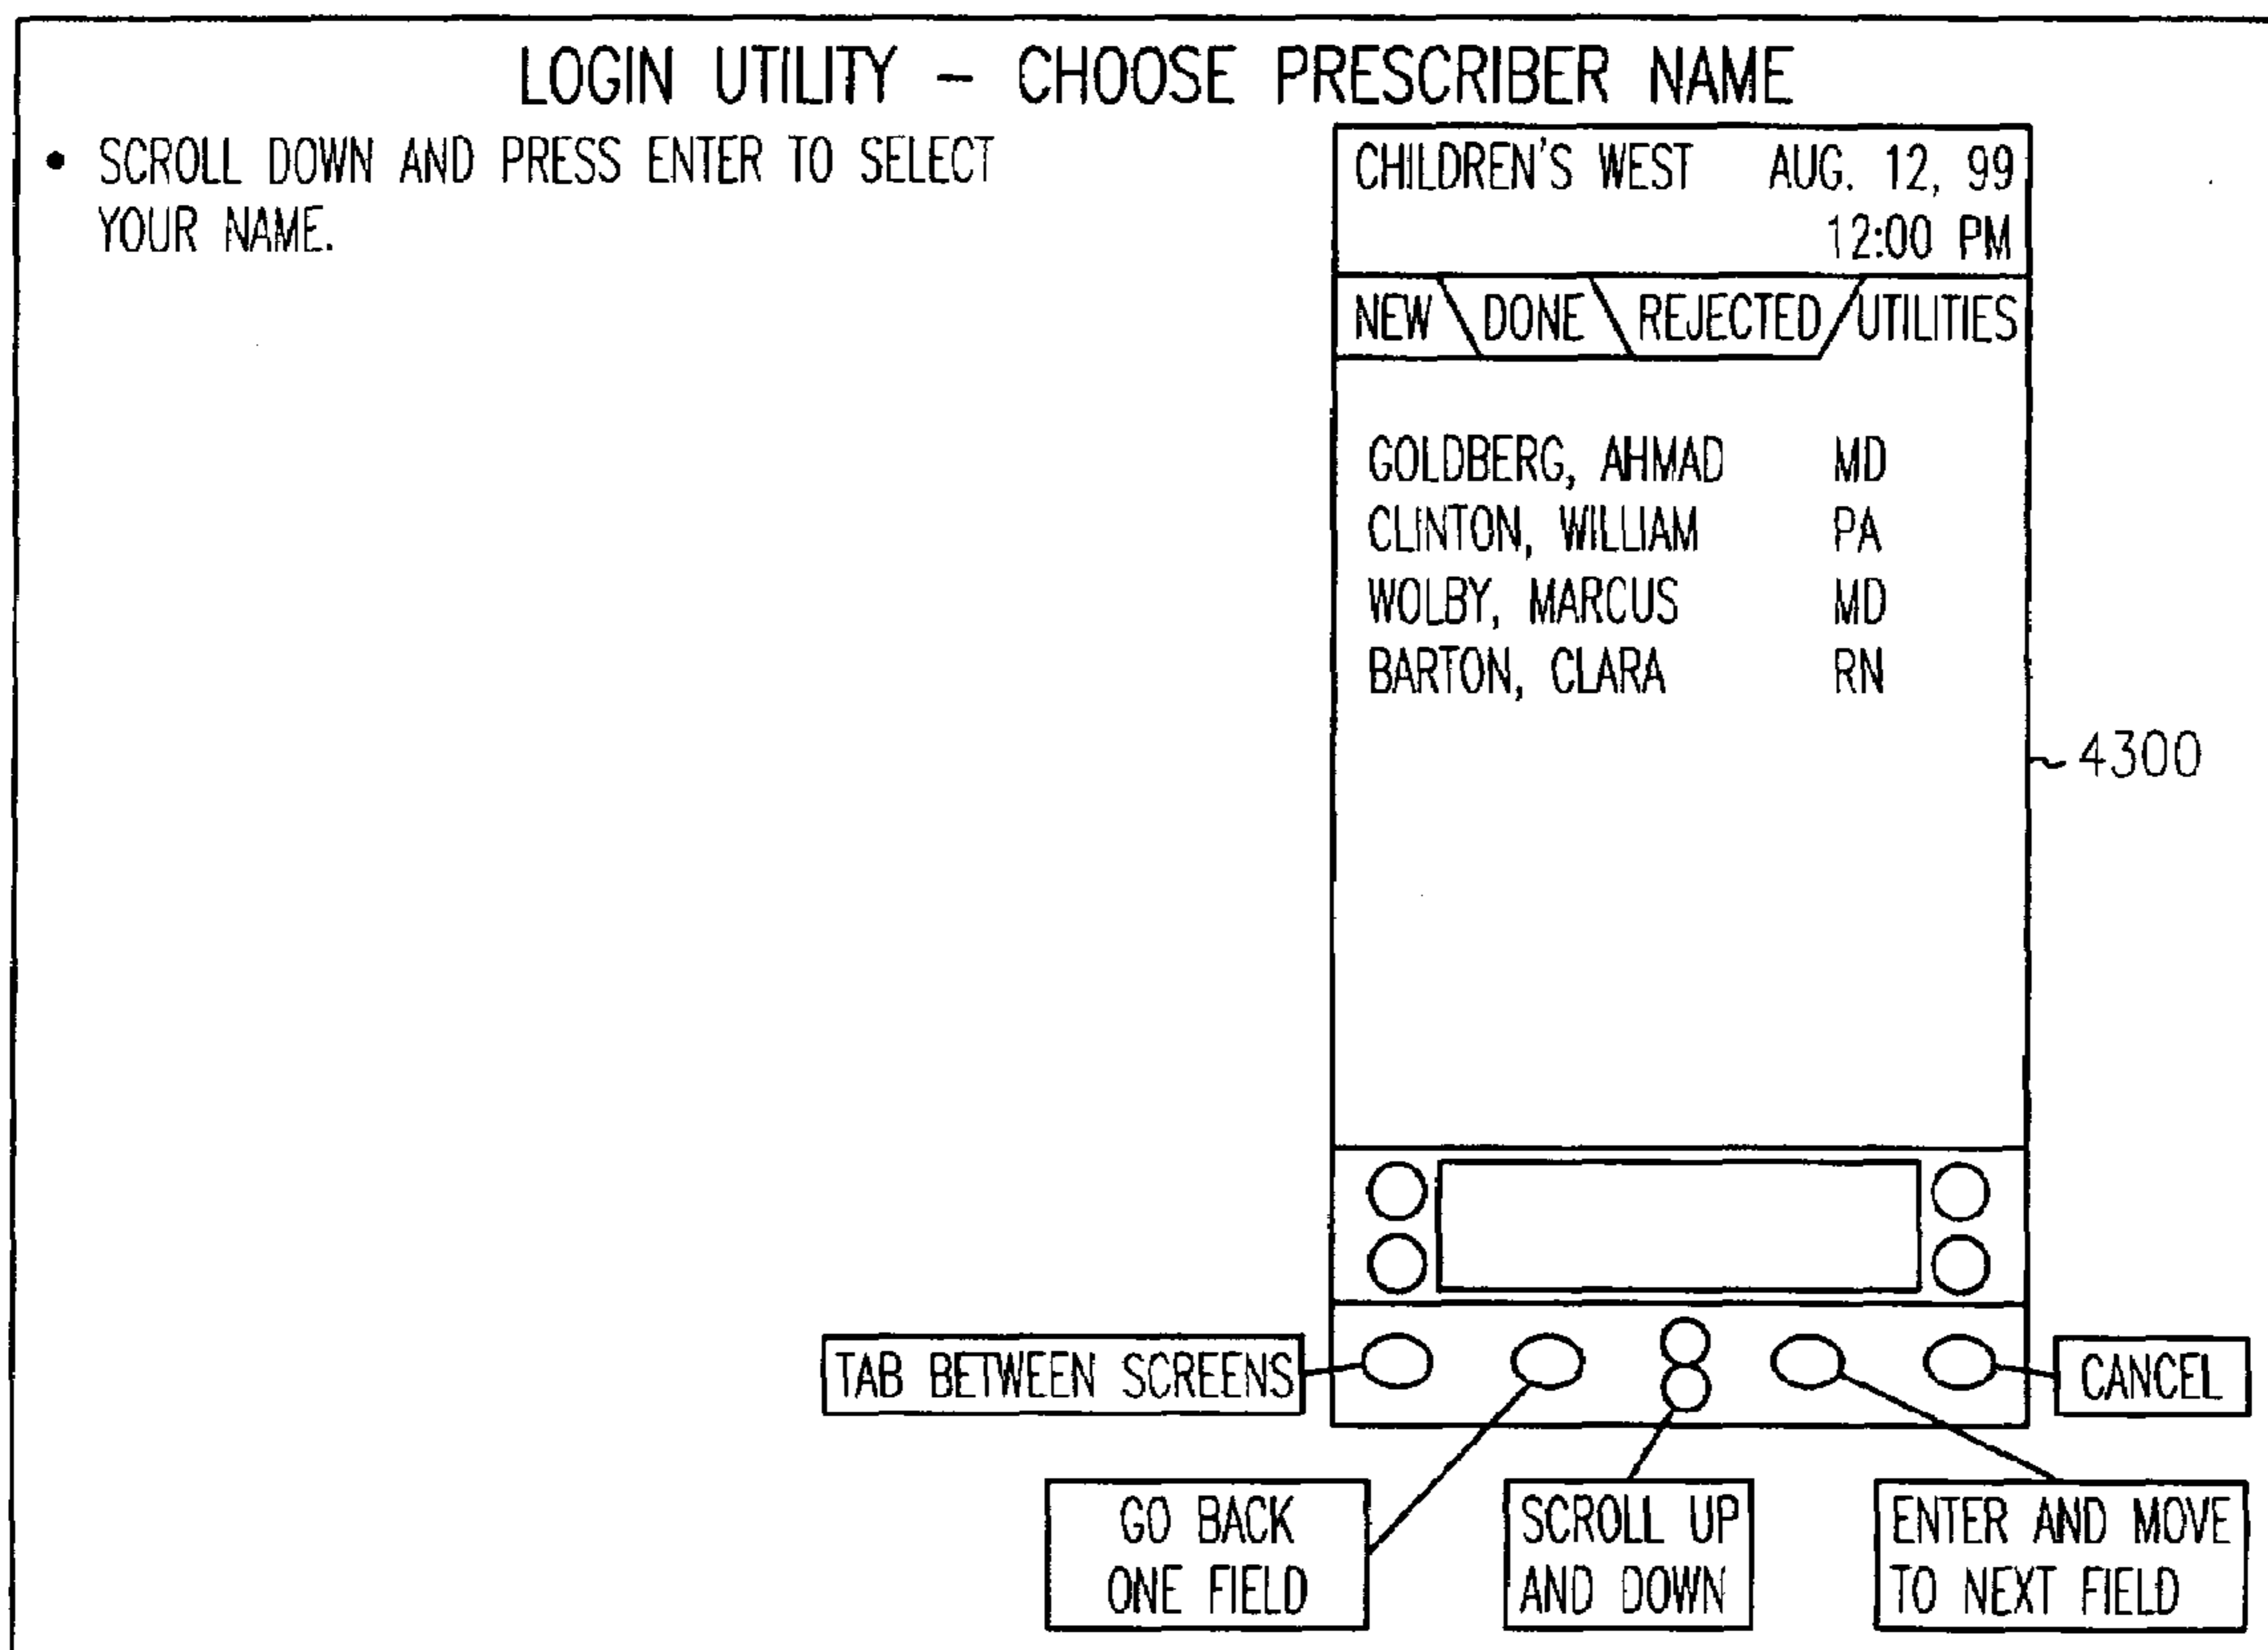 LOGIN UTILITY – CHOOSE PRESCRIBER NAME
• SCROLL DOWN AND PRESS ENTER TO SELECT
YOUR NAME.
CHILDREN'S WEST AUG. 12, 99
12:00 PM
NEW DONE REJECTED UTILITIES
GOLDBERG, AHMAD MD
CLINTON, WILLIAM PA
WOLBY, MARCUS MD
BARTON, CLARA RN
4300
TAB BETWEEN SCREENS
CANCEL
GO BACK
ONE FIELD
SCROLL UP
AND DOWN
ENTER AND MOVE
TO NEXT FIELD